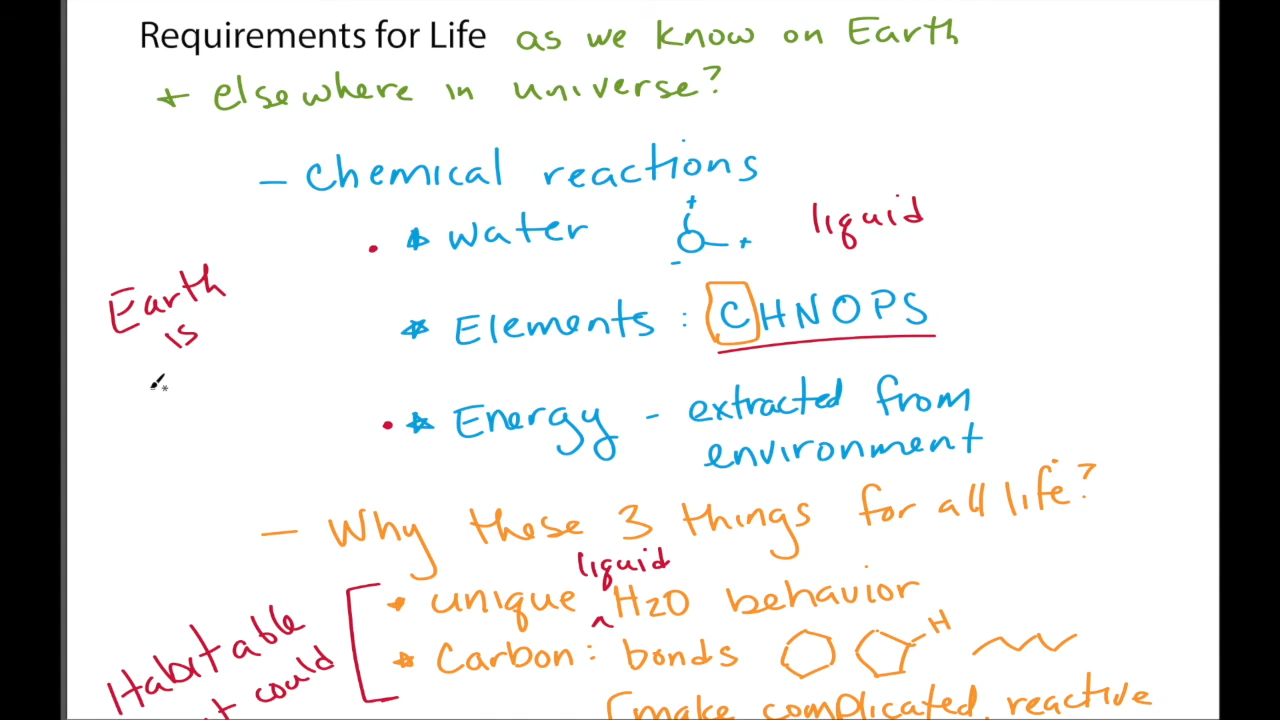 Requirements for Life as we know on Earth
+ elsewhere in universe?
- Chemical reactions
* Water + + - liquid
Earth
is
* Elements : CHNOPS
* Energy - extracted from
environment
- Why these 3 things for all life?
liquid
* unique ^ H2O behavior
* Carbon : bonds H
Habitable
t could
[make complicated, reactive